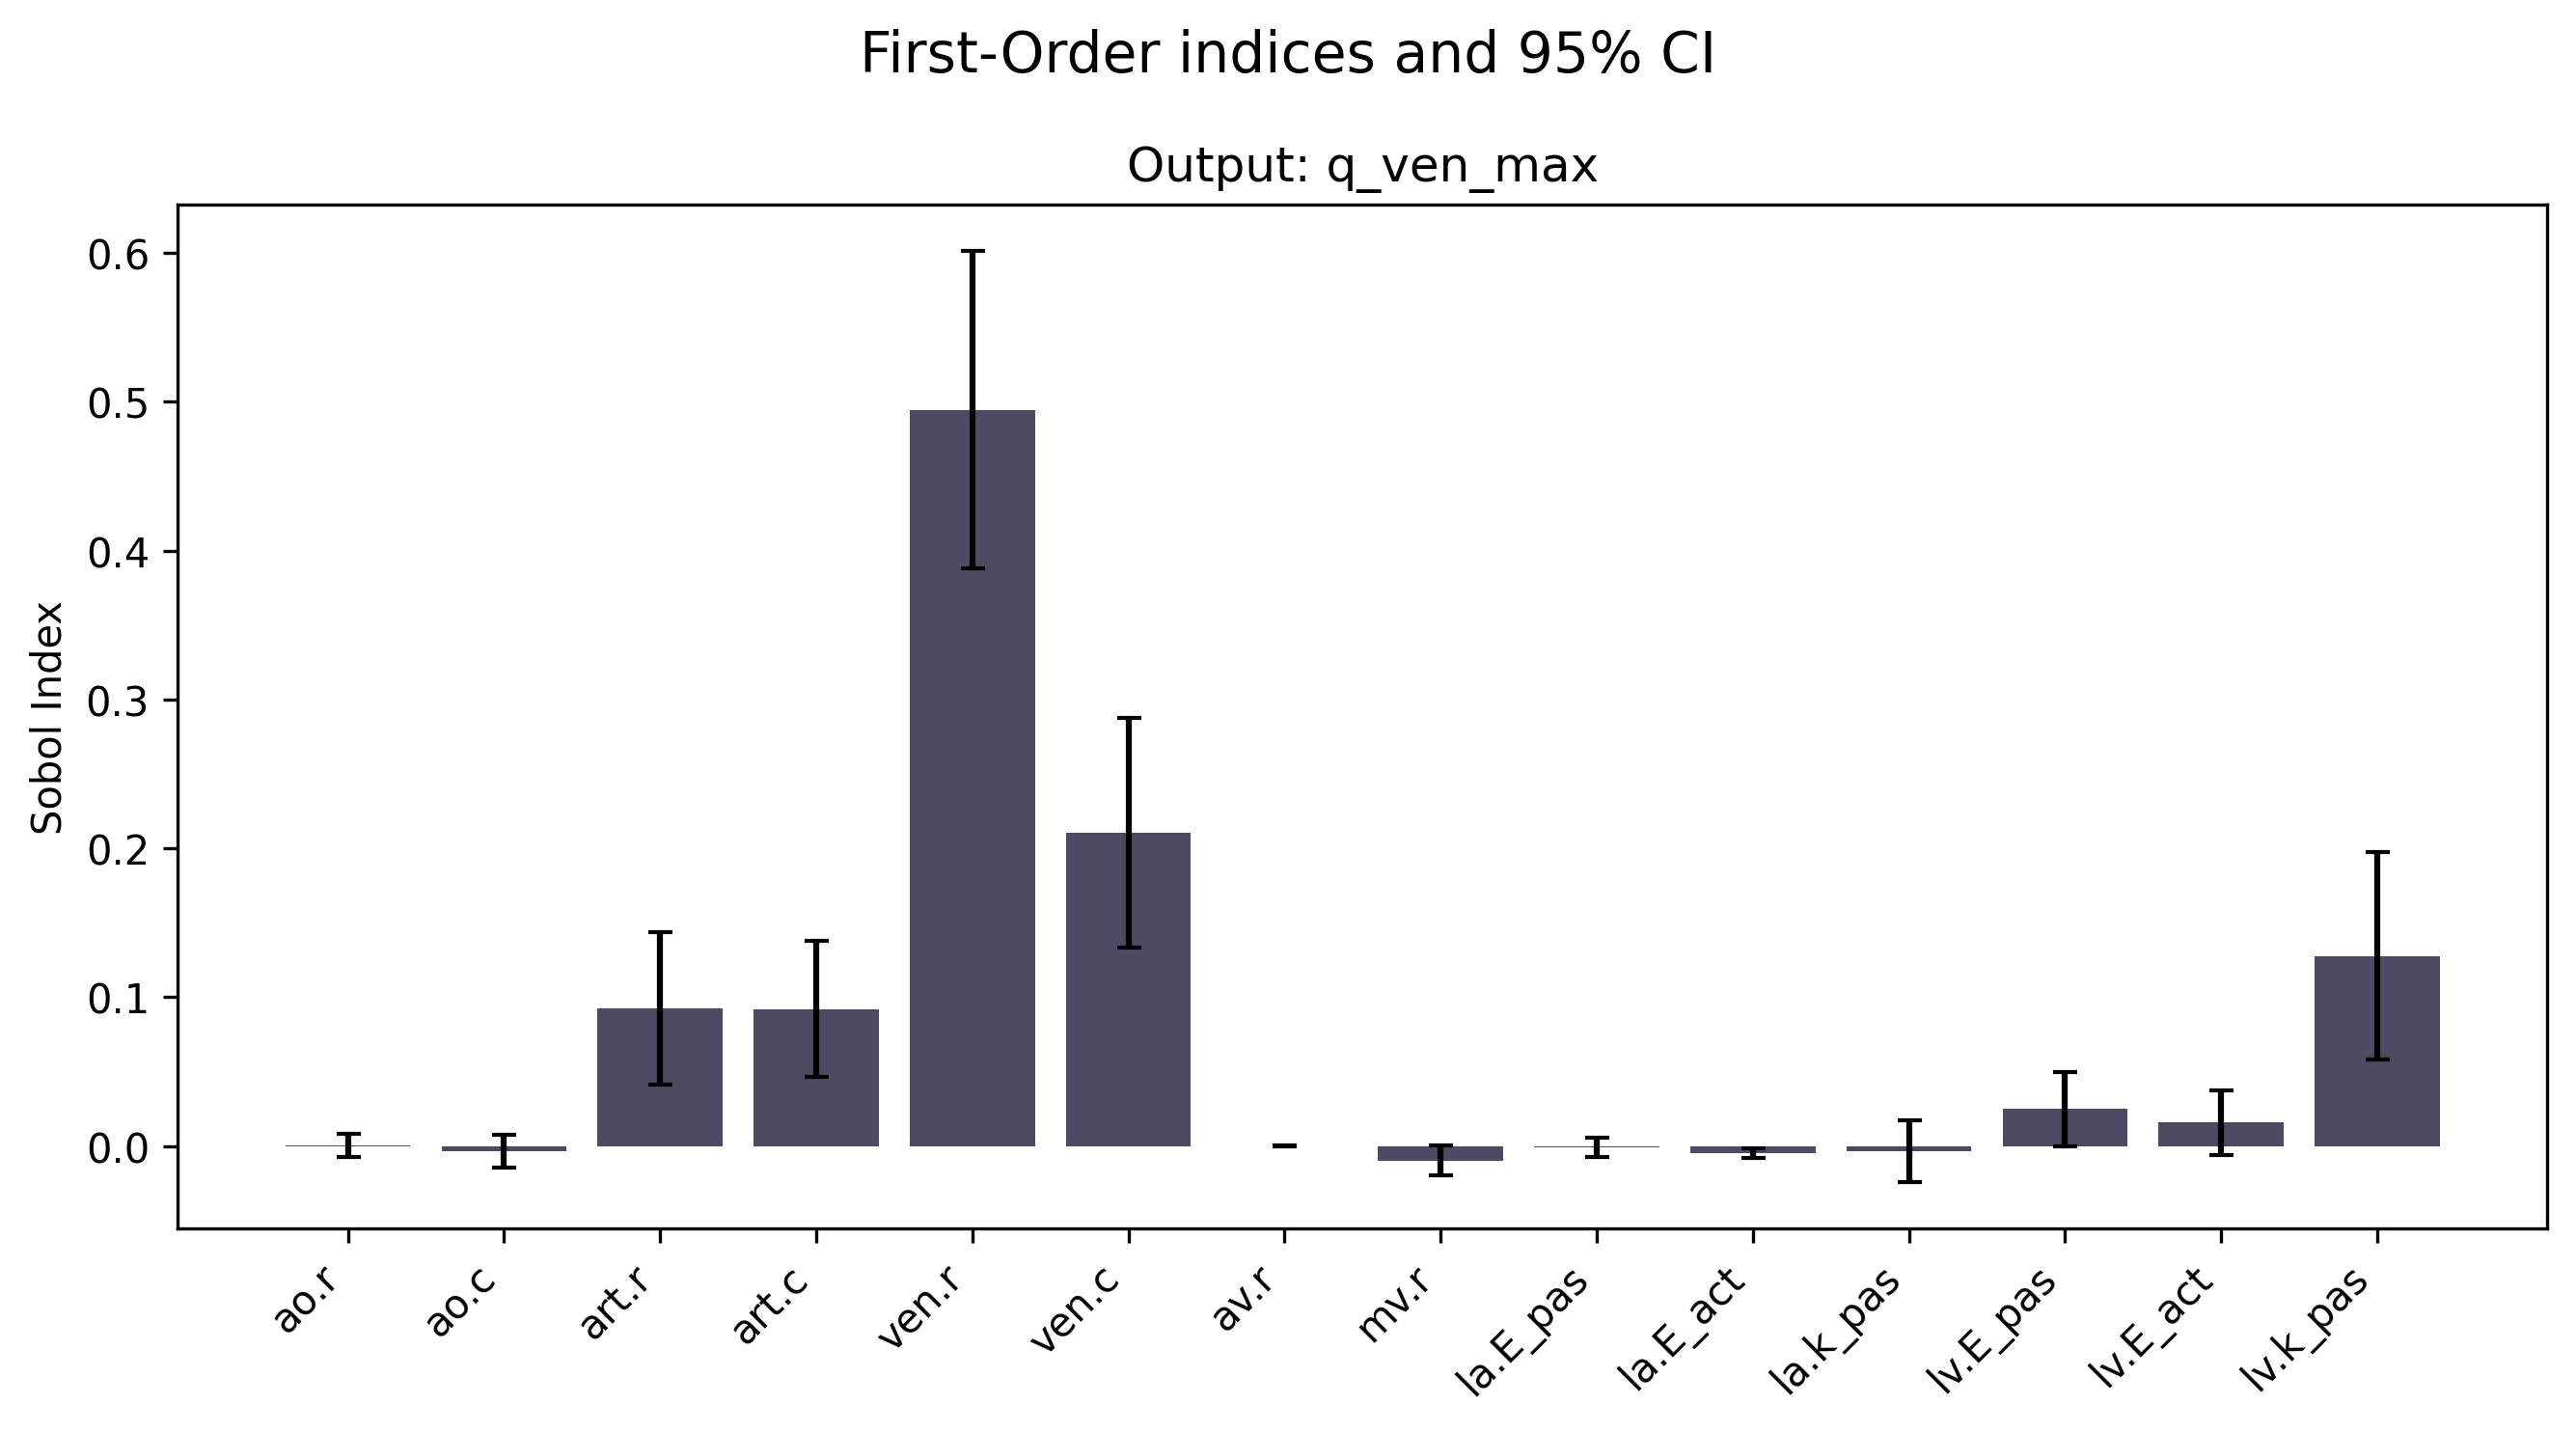 First-Order indices and 95% CI
Output: q_ven_max
Sobol Index
0.6
0.5
0.4
0.3
0.2
0.1
0.0
ao.r
ao.c
art.r
art.c
ven.r
ven.c
av.r
mv.r
la.E_pas
la.E_act
la.k_pas
lv.E_pas
lv.E_act
lv.k_pas